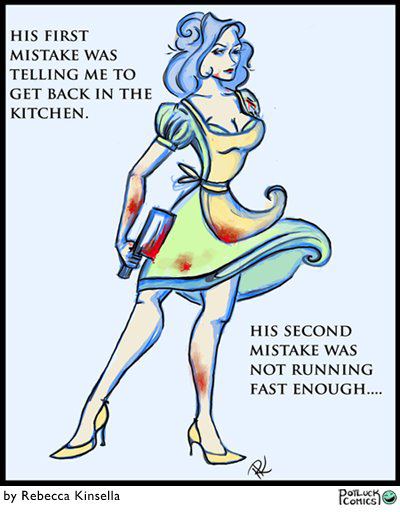 HIS FIRST
MISTAKE WAS
TELLING ME TO
GET BACK IN THE
KITCHEN.
HIS SECOND
MISTAKE WAS
NOT RUNNING
FAST ENOUGH....
by Rebecca Kinsella
POTLUCK
COMICS